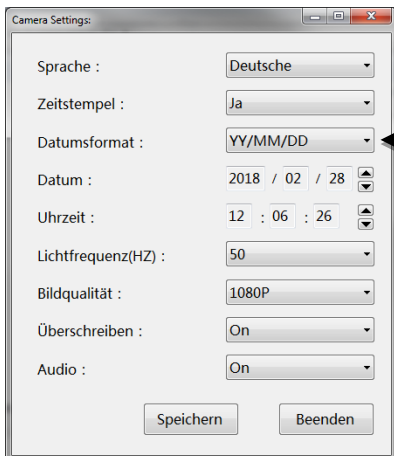 Camera Settings:
Sprache : Deutsche
Zeitstempel : Ja
Datumsformat : YY/MM/DD
Datum : 2018 / 02 / 28
Uhrzeit : 12 : 06 : 26
Lichtfrequenz(HZ) : 50
Bildqualität : 1080P
Überschreiben : On
Audio : On
Speichern Beenden